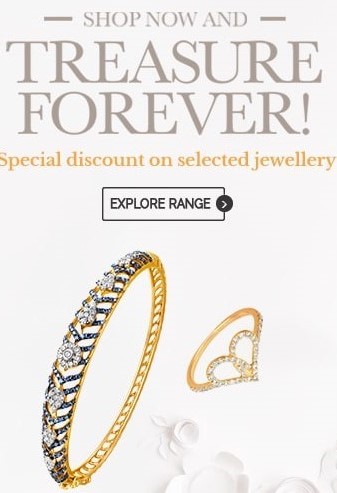 SHOP NOW AND
TREASURE
FOREVER!
Special discount on selected jewellery
EXPLORE RANGE